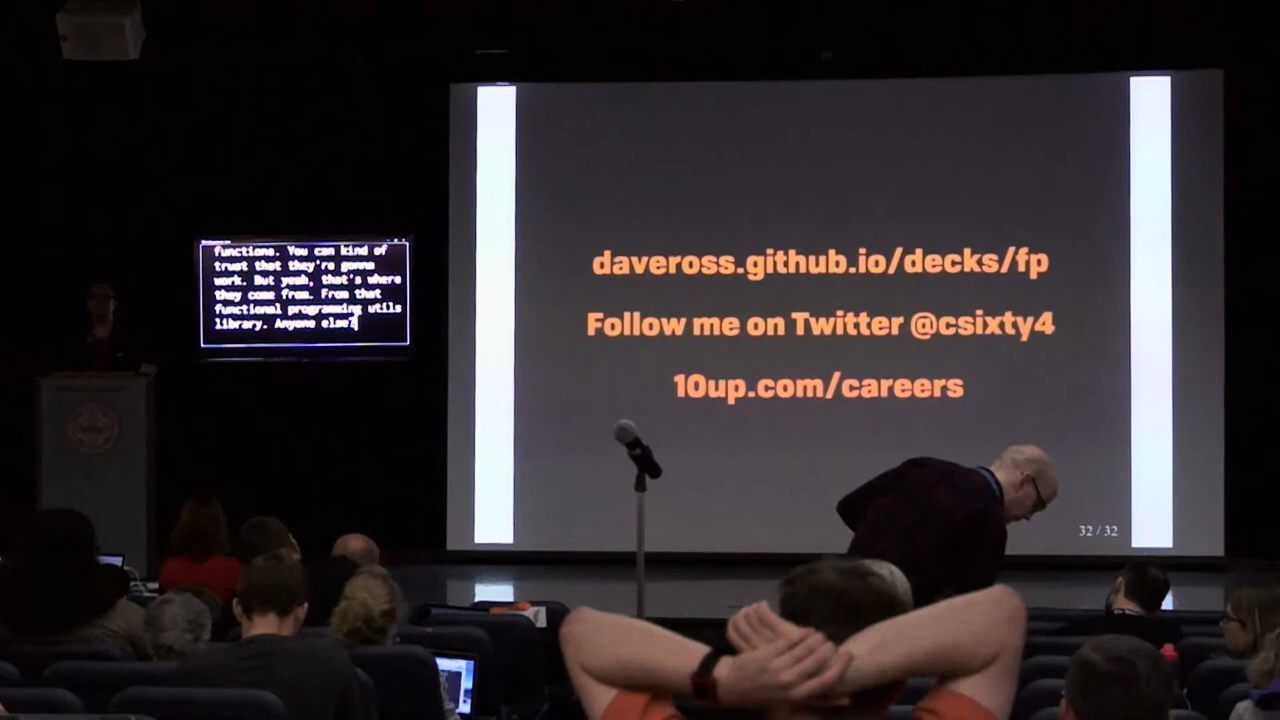 functions. You can kind of
trust that they're gonna
work. But yeah, that's where
they come from. From that
functional programming utils
library. Anyone else?
daveross.github.io/decks/fp
Follow me on Twitter @csixty4
10up.com/careers
32 / 32